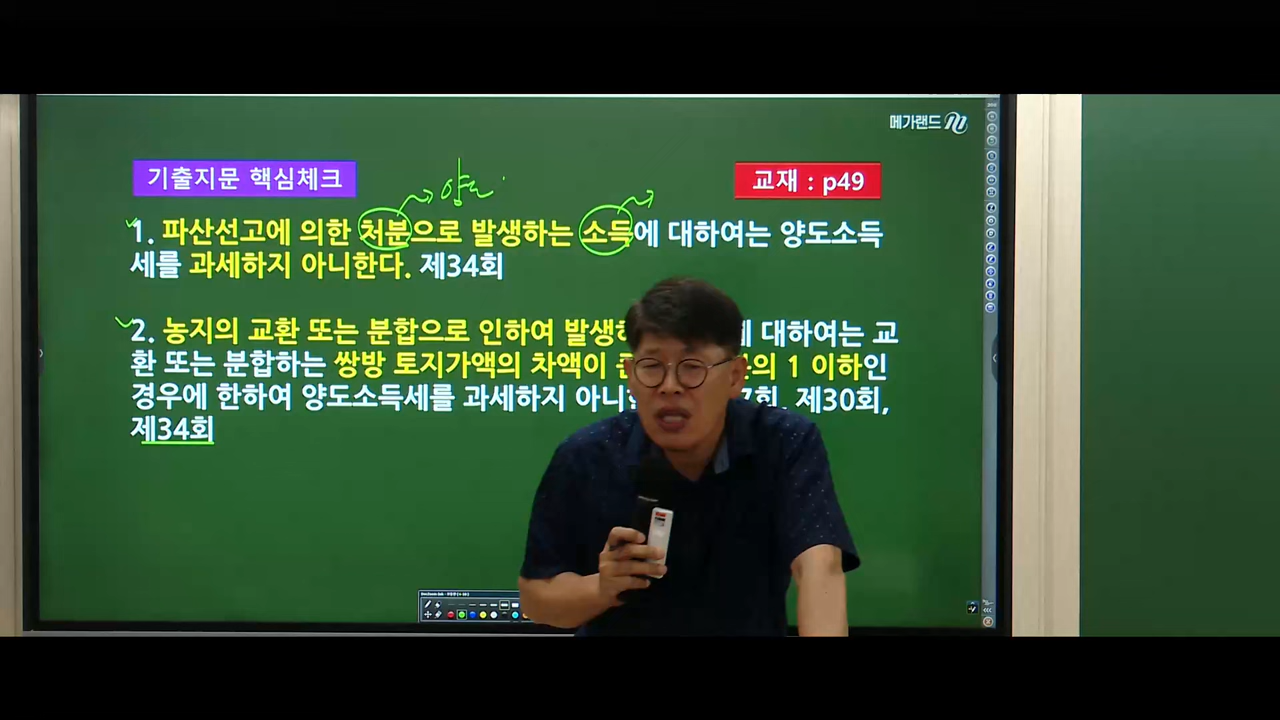 메가랜드
기출지문 핵심체크
교재 : p49
양도
1. 파산선고에 의한 처분으로 발생하는 소득에 대하여는 양도소득
세를 과세하지 아니한다. 제34회
2. 농지의 교환 또는 분합으로 인하여 대하여는 교
환 또는 분합하는 쌍방 토지가액의 차액이 1 이하인
경우에 한하여 양도소득세를 과세하지 제30회,
제34회